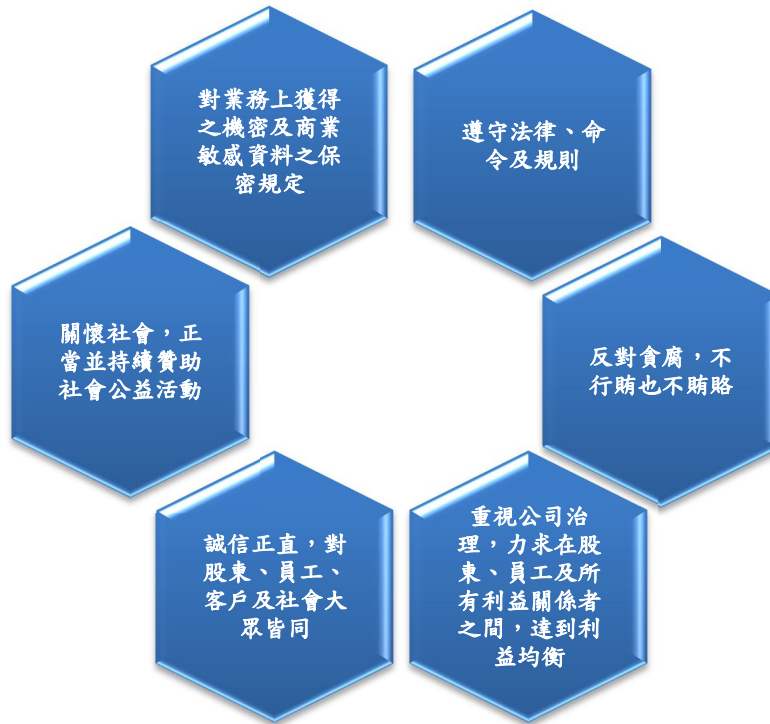 對業務上獲得
之機密及商業
敏感資料之保
密規定
遵守法律、命
令及規則
關懷社會，正
當並持續贊助
社會公益活動
反對貪腐，不
行賄也不賄賂
誠信正直，對
股東、員工、
客戶及社會大
眾皆同
重視公司治
理，力求在股
東、員工及所
有利益關係者
之間，達到利
益均衡